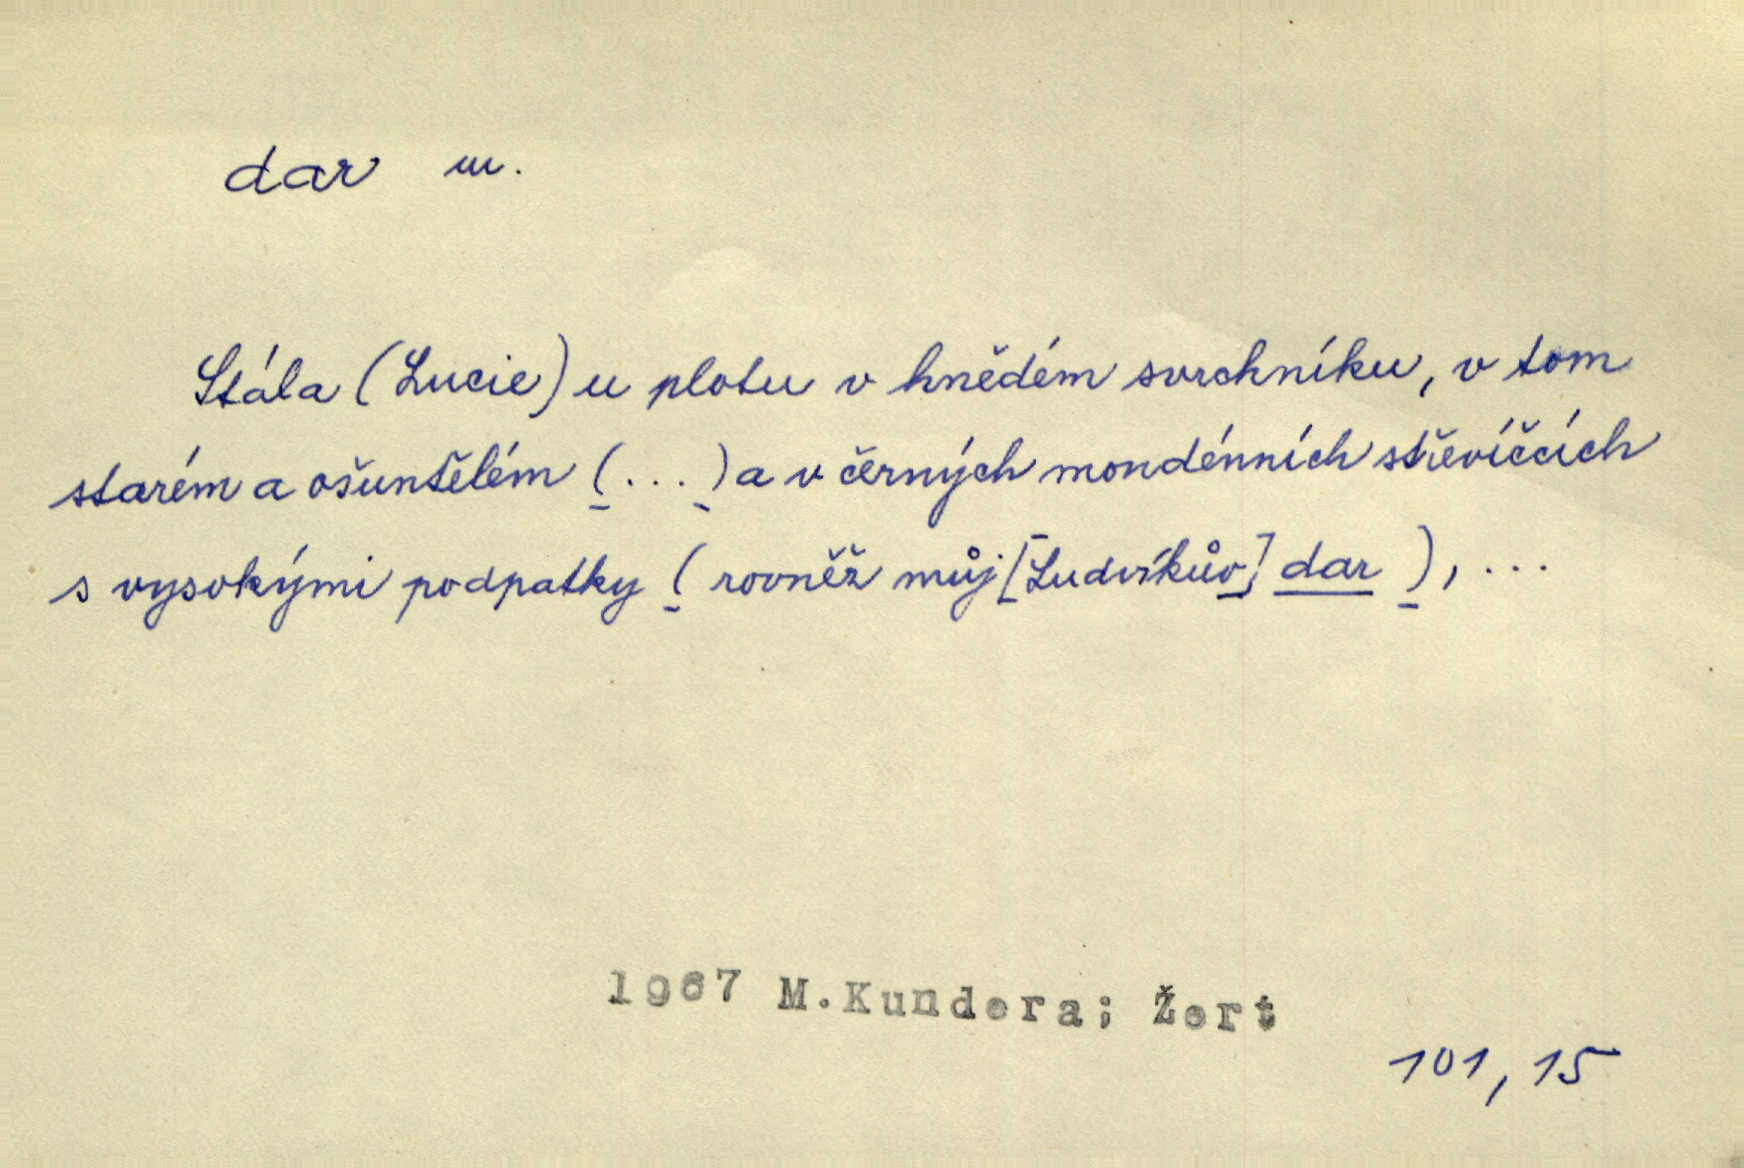 dar m.
Stála (Lucie) u plotu v hnědém svrchníku, v tom
starém a ošuntělém (...) a v černých mondénních střevíčcích
s vysokými podpatky (rovněž můj [Ludvíkův] dar), ...
1967 M.Kundera; Žert
101, 15